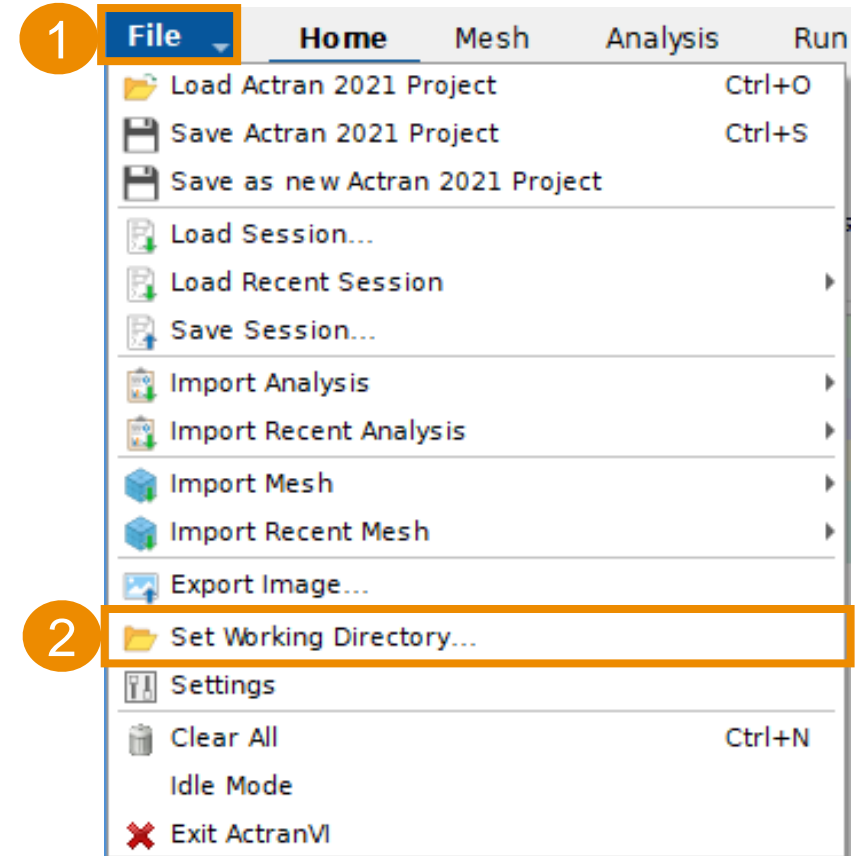 1 File Home Mesh Analysis Run
Load Actran 2021 Project Ctrl+O
Save Actran 2021 Project Ctrl+S
Save as new Actran 2021 Project
Load Session...
Load Recent Session
Save Session...
Import Analysis
Import Recent Analysis
Import Mesh
Import Recent Mesh
Export Image...
2 Set Working Directory...
Settings
Clear All Ctrl+N
Idle Mode
Exit ActranVI